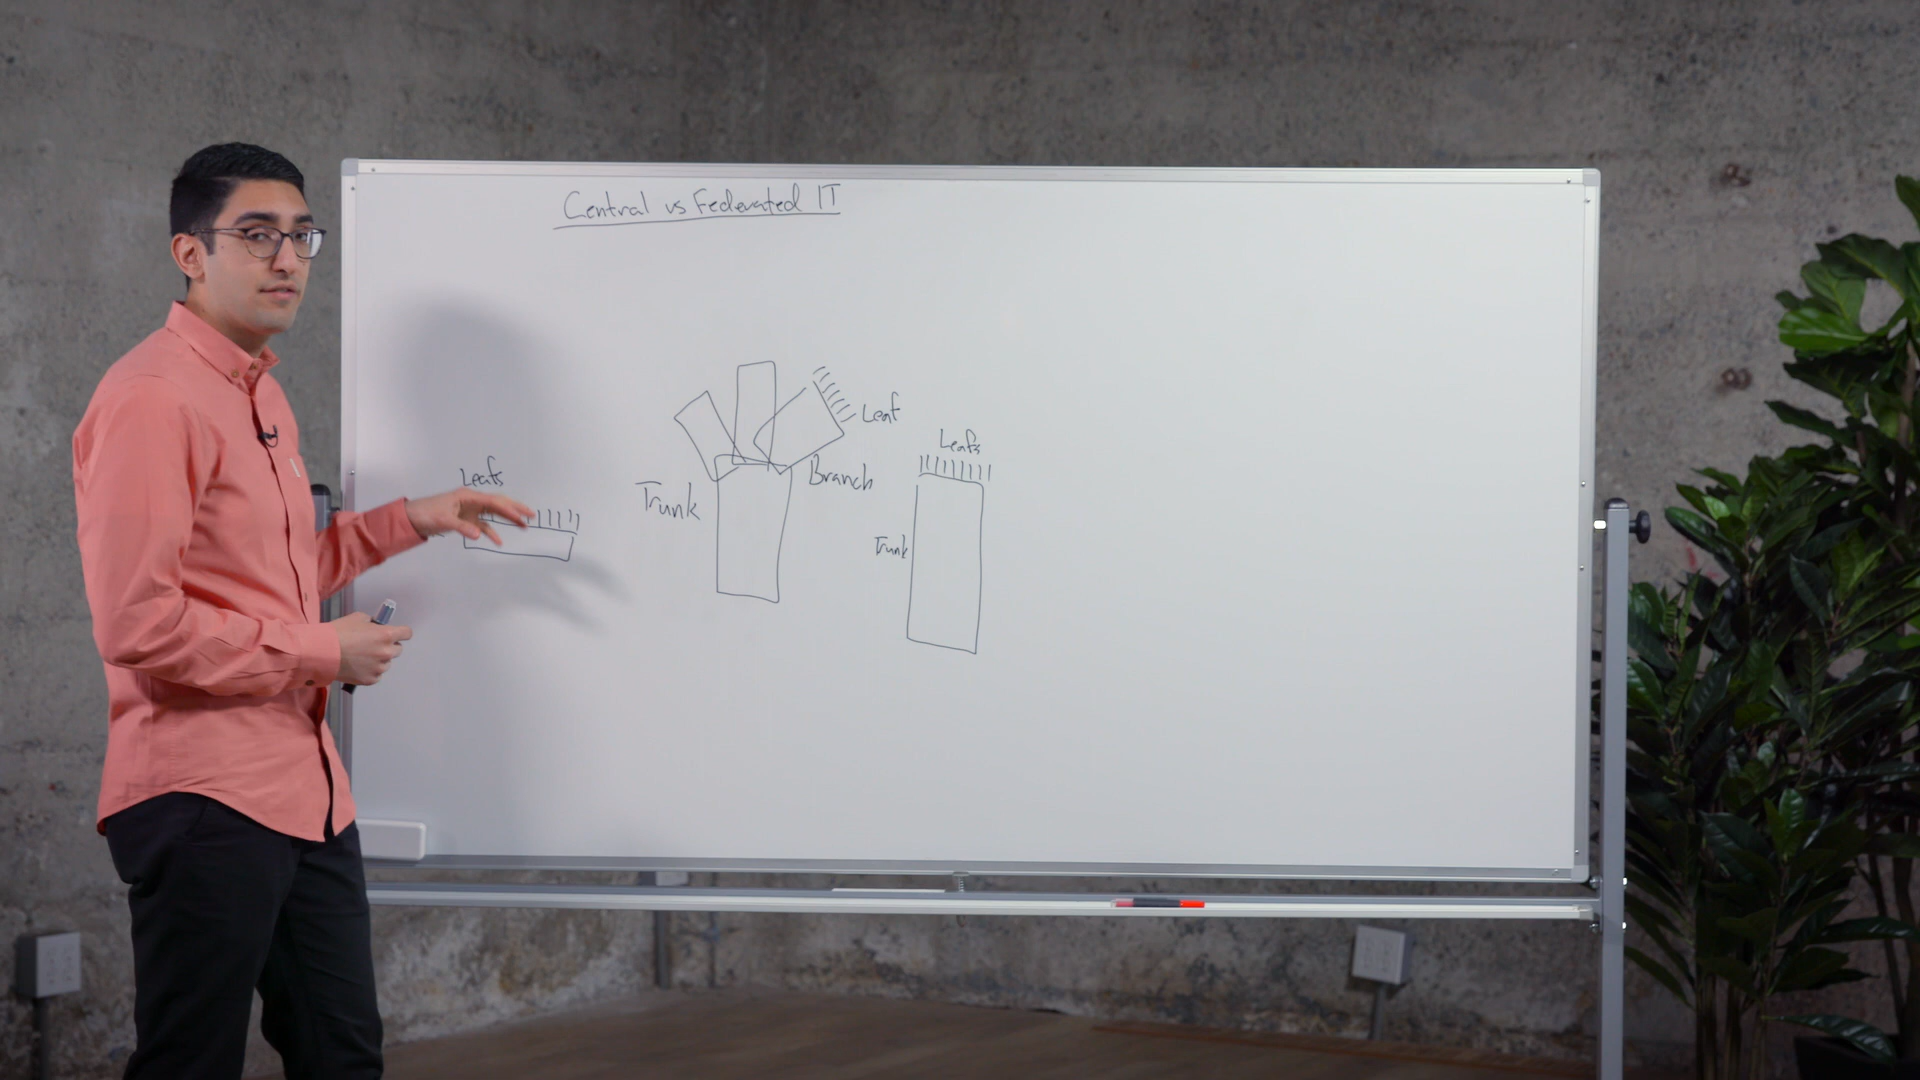 Central vs Federated IT
Leafs
Trunk
Branch
Leaf
Leafs
Trunk